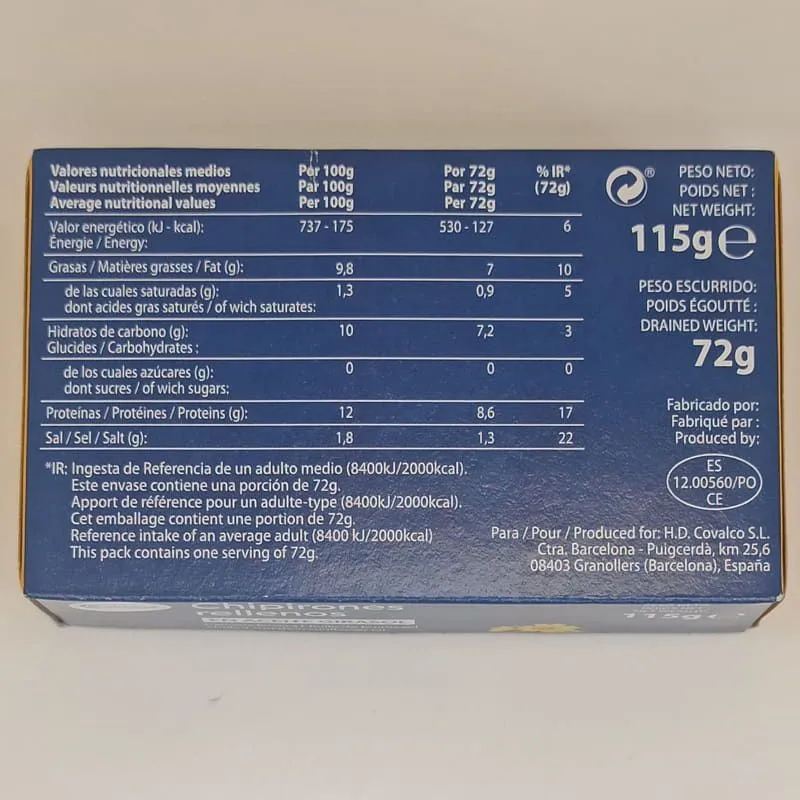 Valores nutricionales medios Por 100g Por 72g % IR*
Valeurs nutritionnelles moyennes Par 100g Par 72g (72g)
Average nutritional values Per 100g Per 72g
Valor energético (kJ - kcal): 737 - 175 530 - 127 6
Énergie / Energy:
Grasas / Matières grasses / Fat (g): 9,8 7 10
de las cuales saturadas (g): 1,3 0,9 5
dont acides gras saturés / of wich saturates:
Hidratos de carbono (g): 10 7,2 3
Glucides / Carbohydrates :
de los cuales azúcares (g): 0 0 0
dont sucres / of wich sugars:
Proteínas / Protéines / Proteins (g): 12 8,6 17
Sal / Sel / Salt (g): 1,8 1,3 22
*IR: Ingesta de Referencia de un adulto medio (8400kJ/2000kcal).
Este envase contiene una porción de 72g.
Apport de référence pour un adulte-type (8400kJ/2000kcal).
Cet emballage contient une portion de 72g.
Reference intake of an average adult (8400 kJ/2000kcal)
This pack contains one serving of 72g.
®
PESO NETO:
POIDS NET :
NET WEIGHT:
115g e
PESO ESCURRIDO:
POIDS ÉGOUTTÉ :
DRAINED WEIGHT:
72g
Fabricado por:
Fabriqué par :
Produced by:
ES
12.00560/PO
CE
Para / Pour / Produced for: H.D. Covalco S.L.
Ctra. Barcelona - Puigcerdà, km 25,6
08403 Granollers (Barcelona), España
Chipirones
rellenos
EN ACEITE GIRASOL
115g e